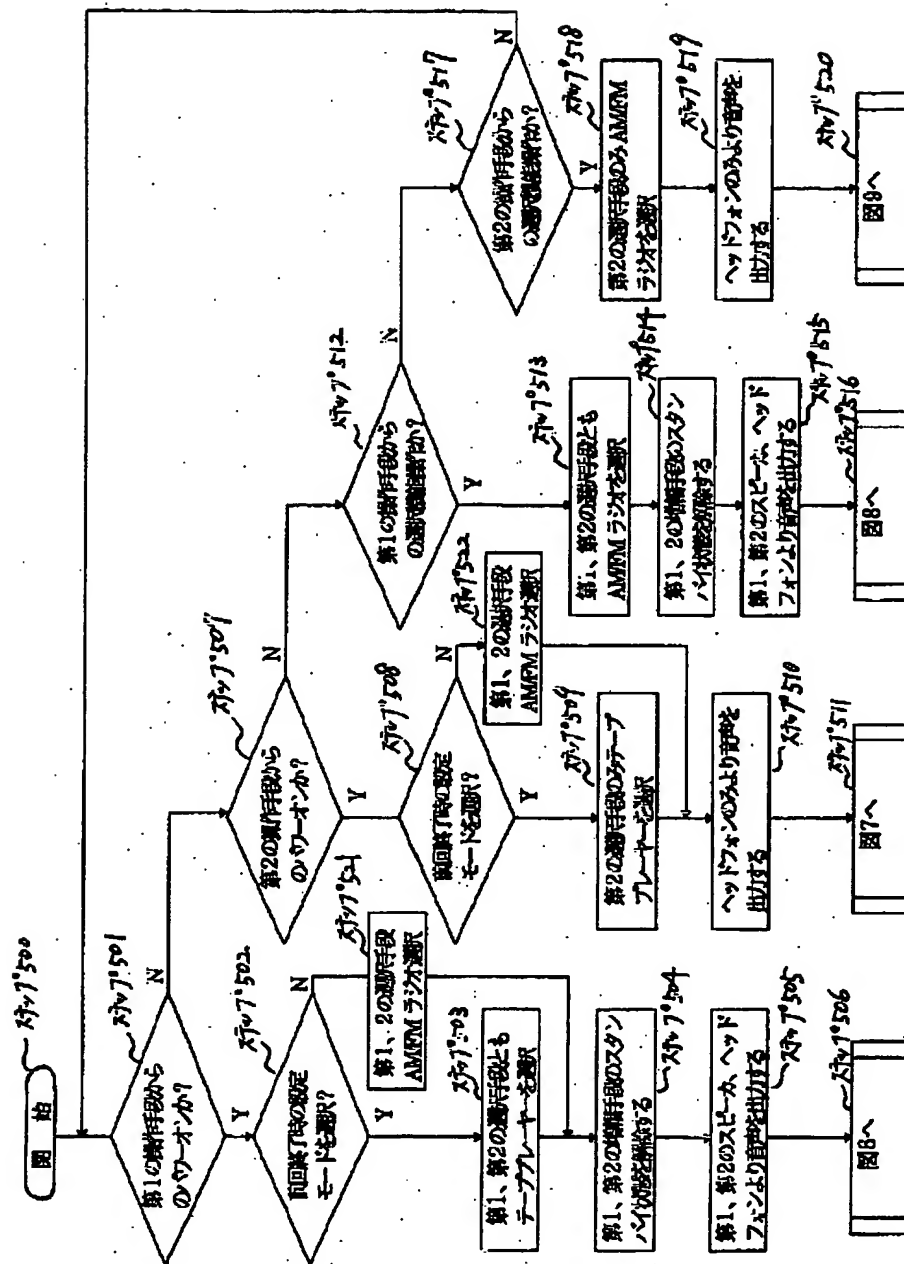 ステップ500
開 始
ステップ501
第1の操作手段から
のパワーオンか?
N
Y
ステップ502
前回終了時の設定
モードを選択?
N
Y
ステップ521
第1、2の選択手段
AM/FM ラジオ選択
ステップ503
第1、第2の選択手段とも
テーププレーヤーを選択
ステップ504
第1、第2の増幅手段のスタン
バイ状態を解除する
ステップ505
第1、第2のスピーカ、ヘッド
フォンより音声を出力する
ステップ506
図6へ
ステップ507
第2の操作手段から
のパワーオンか?
N
Y
ステップ508
前回終了時の設定
モードを選択?
N
Y
ステップ522
第1、2の選択手段
AM/FM ラジオ選択
ステップ509
第2の選択手段のみテープ
プレーヤーを選択
ステップ510
ヘッドフォンのみより音声を
出力する
ステップ511
図7へ
ステップ512
第1の操作手段から
の選択機能操作か?
N
Y
ステップ513
第1、第2の選択手段とも
AM/FM ラジオを選択
ステップ514
第1、2の増幅手段のスタン
バイ状態を解除する
ステップ515
第1、第2のスピーカ、ヘッド
フォンより音声を出力する
ステップ516
図8へ
ステップ517
第2の操作手段から
の選択機能操作か?
N
Y
ステップ518
第2の選択手段のみ AM/FM
ラジオを選択
ステップ519
ヘッドフォンのみより音声を
出力する
ステップ520
図9へ